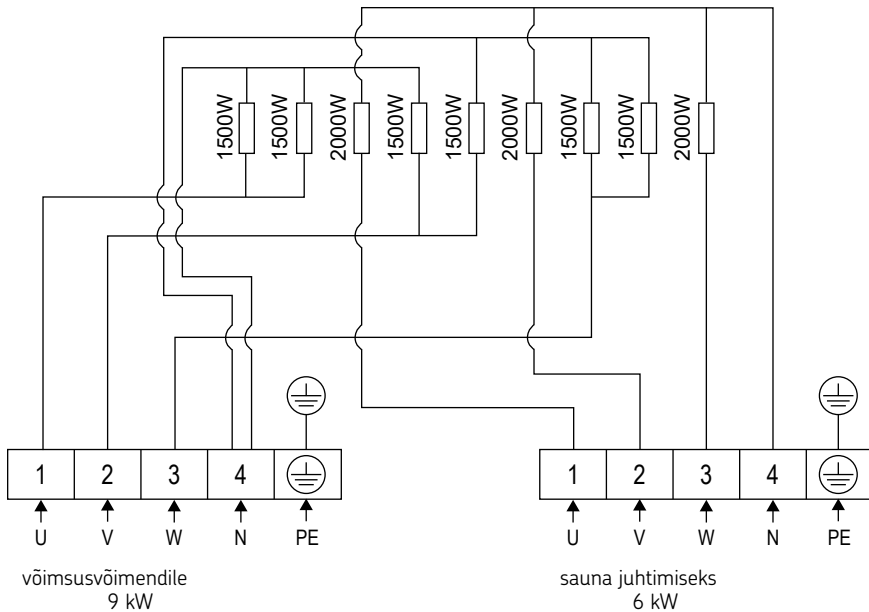 1500W
1500W
2000W
1500W
1500W
2000W
1500W
1500W
2000W
1 2 3 4
1 2 3 4
U V W N PE
U V W N PE
võimsusvõimendile
9 kW
sauna juhtimiseks
6 kW